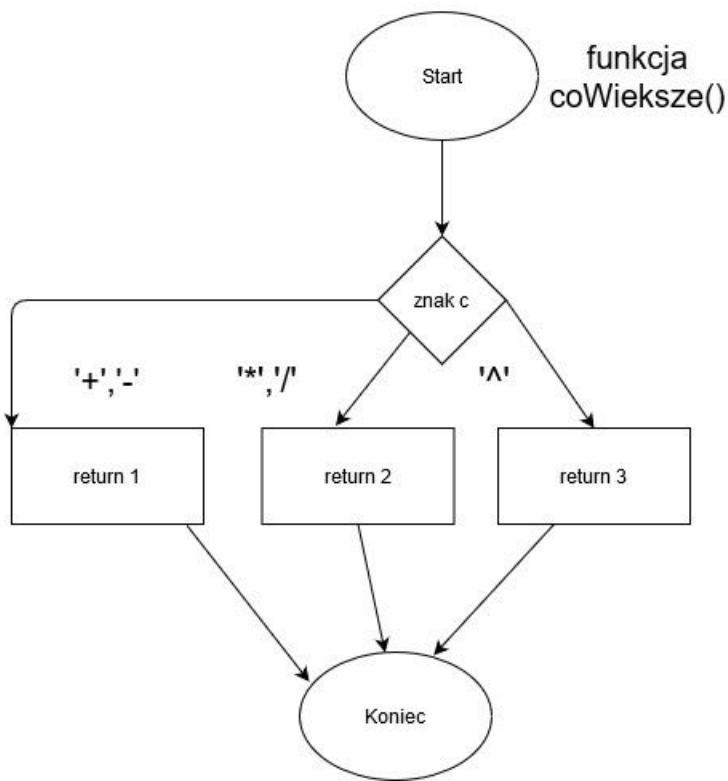 Start
funkcja
coWieksze()
znak c
'+','-'
'*','/'
'^'
return 1
return 2
return 3
Koniec